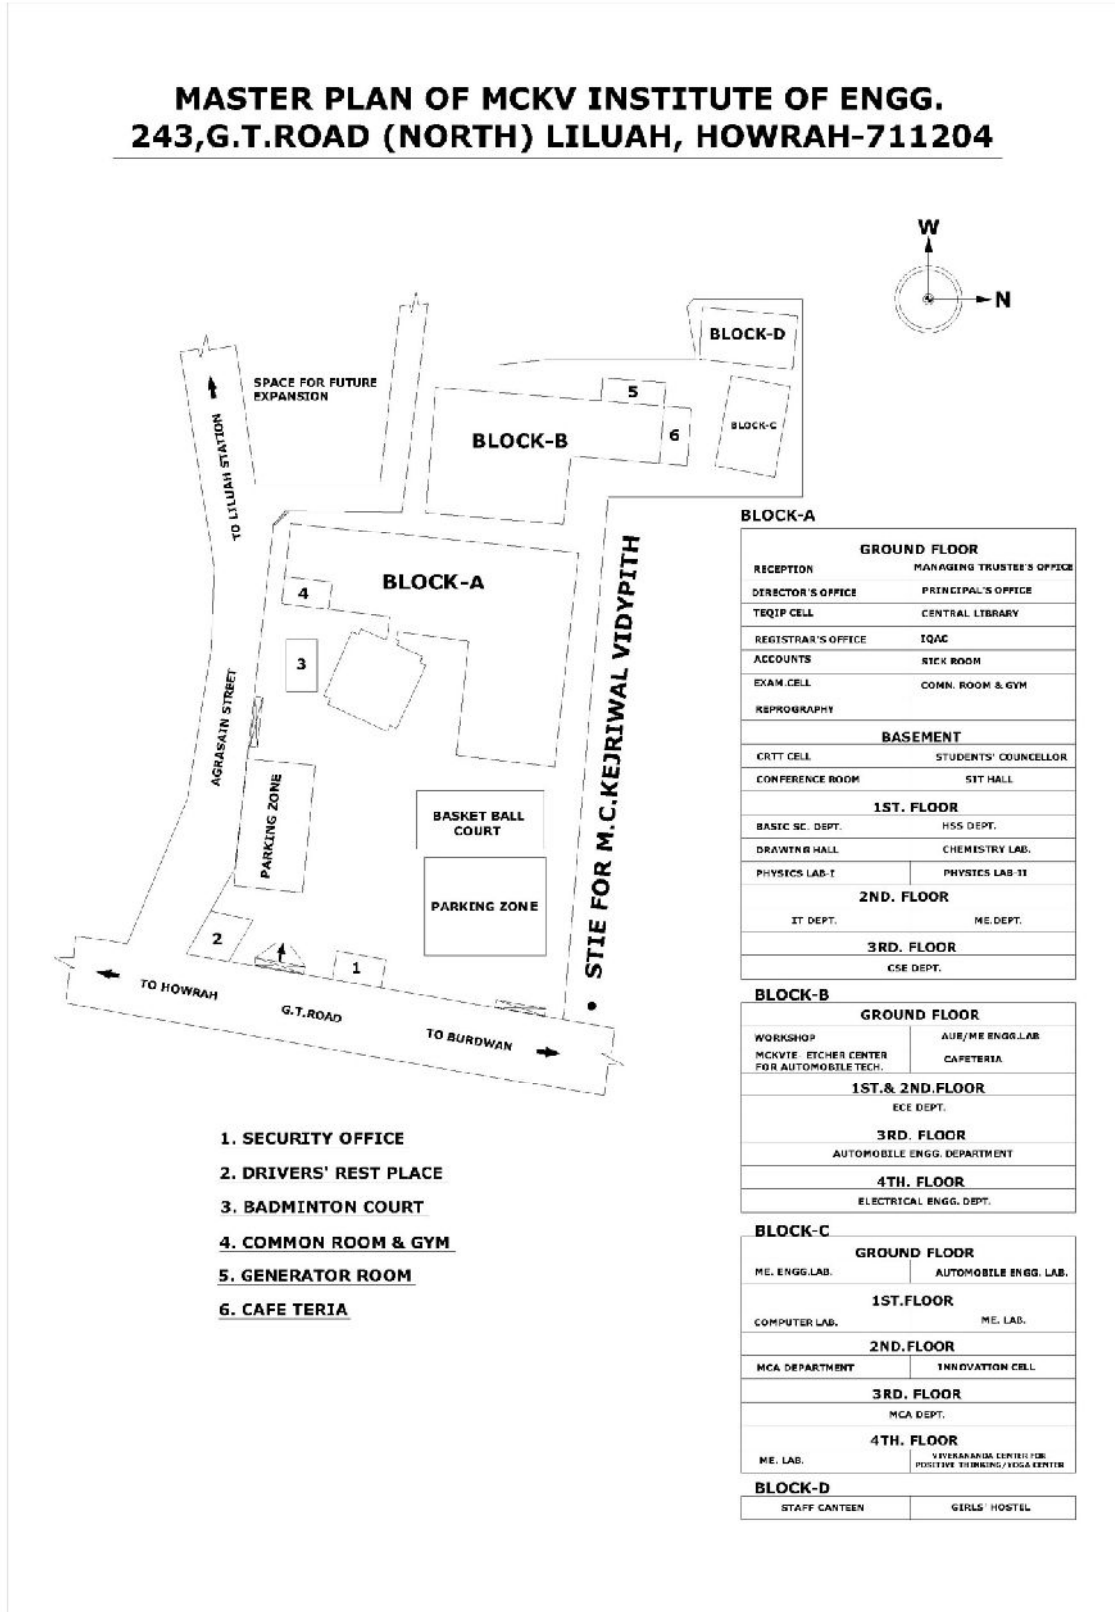 MASTER PLAN OF MCKV INSTITUTE OF ENGG.
243,G.T.ROAD (NORTH) LILUAH, HOWRAH-711204
W
N
BLOCK-D
SPACE FOR FUTURE
EXPANSION
5
BLOCK-B
6
BLOCK-C
TO LILUAH STATION
BLOCK-A
4
3
AGRASAIN STREET
STIE FOR M.C.KEJRIWAL VIDYPITH
PARKING ZONE
BASKET BALL
COURT
PARKING ZONE
2
1
TO HOWRAH
G.T.ROAD
TO BURDWAN
1. SECURITY OFFICE
2. DRIVERS' REST PLACE
3. BADMINTON COURT
4. COMMON ROOM & GYM
5. GENERATOR ROOM
6. CAFE TERIA
BLOCK-A
GROUND FLOOR
RECEPTION MANAGING TRUSTEE'S OFFICE
DIRECTOR'S OFFICE PRINCIPAL'S OFFICE
TEQIP CELL CENTRAL LIBRARY
REGISTRAR'S OFFICE IQAC
ACCOUNTS SICK ROOM
EXAM.CELL COMN. ROOM & GYM
REPROGRAPHY
BASEMENT
CRTT CELL STUDENTS' COUNCELLOR
CONFERENCE ROOM SIT HALL
1ST. FLOOR
BASIC SC. DEPT. HSS DEPT.
DRAWING HALL CHEMISTRY LAB.
PHYSICS LAB-I PHYSICS LAB-II
2ND. FLOOR
IT DEPT. ME.DEPT.
3RD. FLOOR
CSE DEPT.
BLOCK-B
GROUND FLOOR
WORKSHOP AUE/ME ENGG.LAB
MCKVIE- EICHER CENTER
FOR AUTOMOBILE TECH. CAFETERIA
1ST.& 2ND.FLOOR
ECE DEPT.
3RD. FLOOR
AUTOMOBILE ENGG. DEPARTMENT
4TH. FLOOR
ELECTRICAL ENGG. DEPT.
BLOCK-C
GROUND FLOOR
ME. ENGG.LAB. AUTOMOBILE ENGG. LAB.
1ST.FLOOR
COMPUTER LAB. ME. LAB.
2ND.FLOOR
MCA DEPARTMENT INNOVATION CELL
3RD. FLOOR
MCA DEPT.
4TH. FLOOR
ME. LAB. VIVEKANANDA CENTER FOR
POSITIVE THINKING/YOGA CENTER
BLOCK-D
STAFF CANTEEN GIRLS' HOSTEL